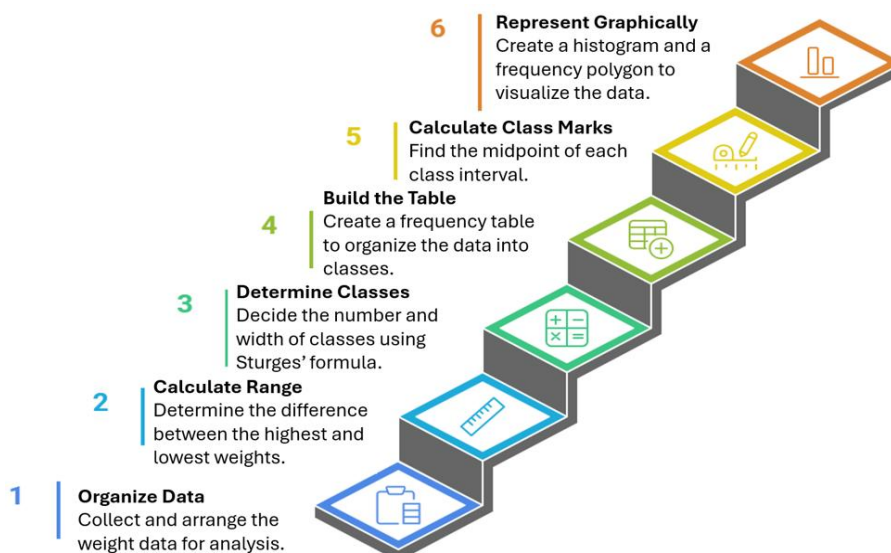 6
Represent Graphically
Create a histogram and a
frequency polygon to
visualize the data.
5
Calculate Class Marks
Find the midpoint of each
class interval.
4
Build the Table
Create a frequency table
to organize the data into
classes.
3
Determine Classes
Decide the number and
width of classes using
Sturges’ formula.
2
Calculate Range
Determine the difference
between the highest and
lowest weights.
1
Organize Data
Collect and arrange the
weight data for analysis.